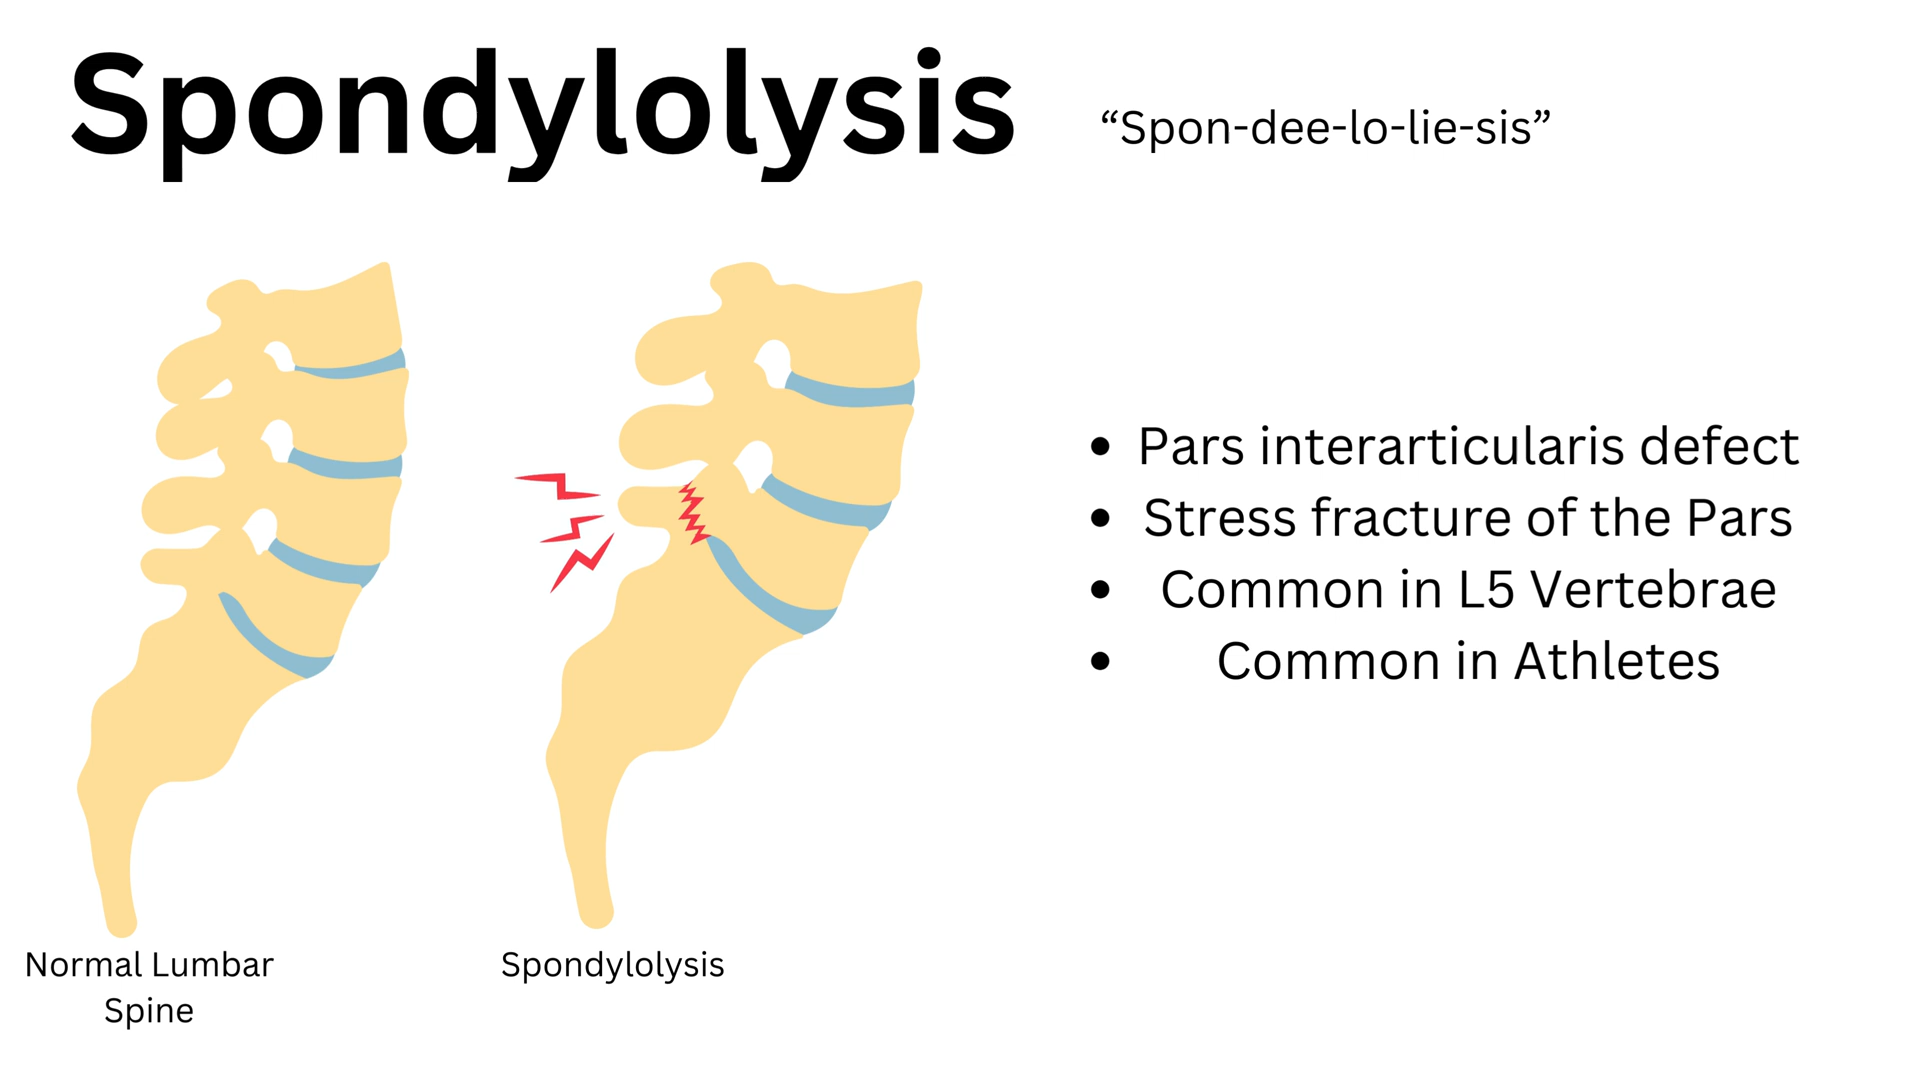 Spondylolysis
“Spon-dee-lo-lie-sis”
• Pars interarticularis defect
• Stress fracture of the Pars
• Common in L5 Vertebrae
• Common in Athletes
Normal Lumbar
Spine
Spondylolysis